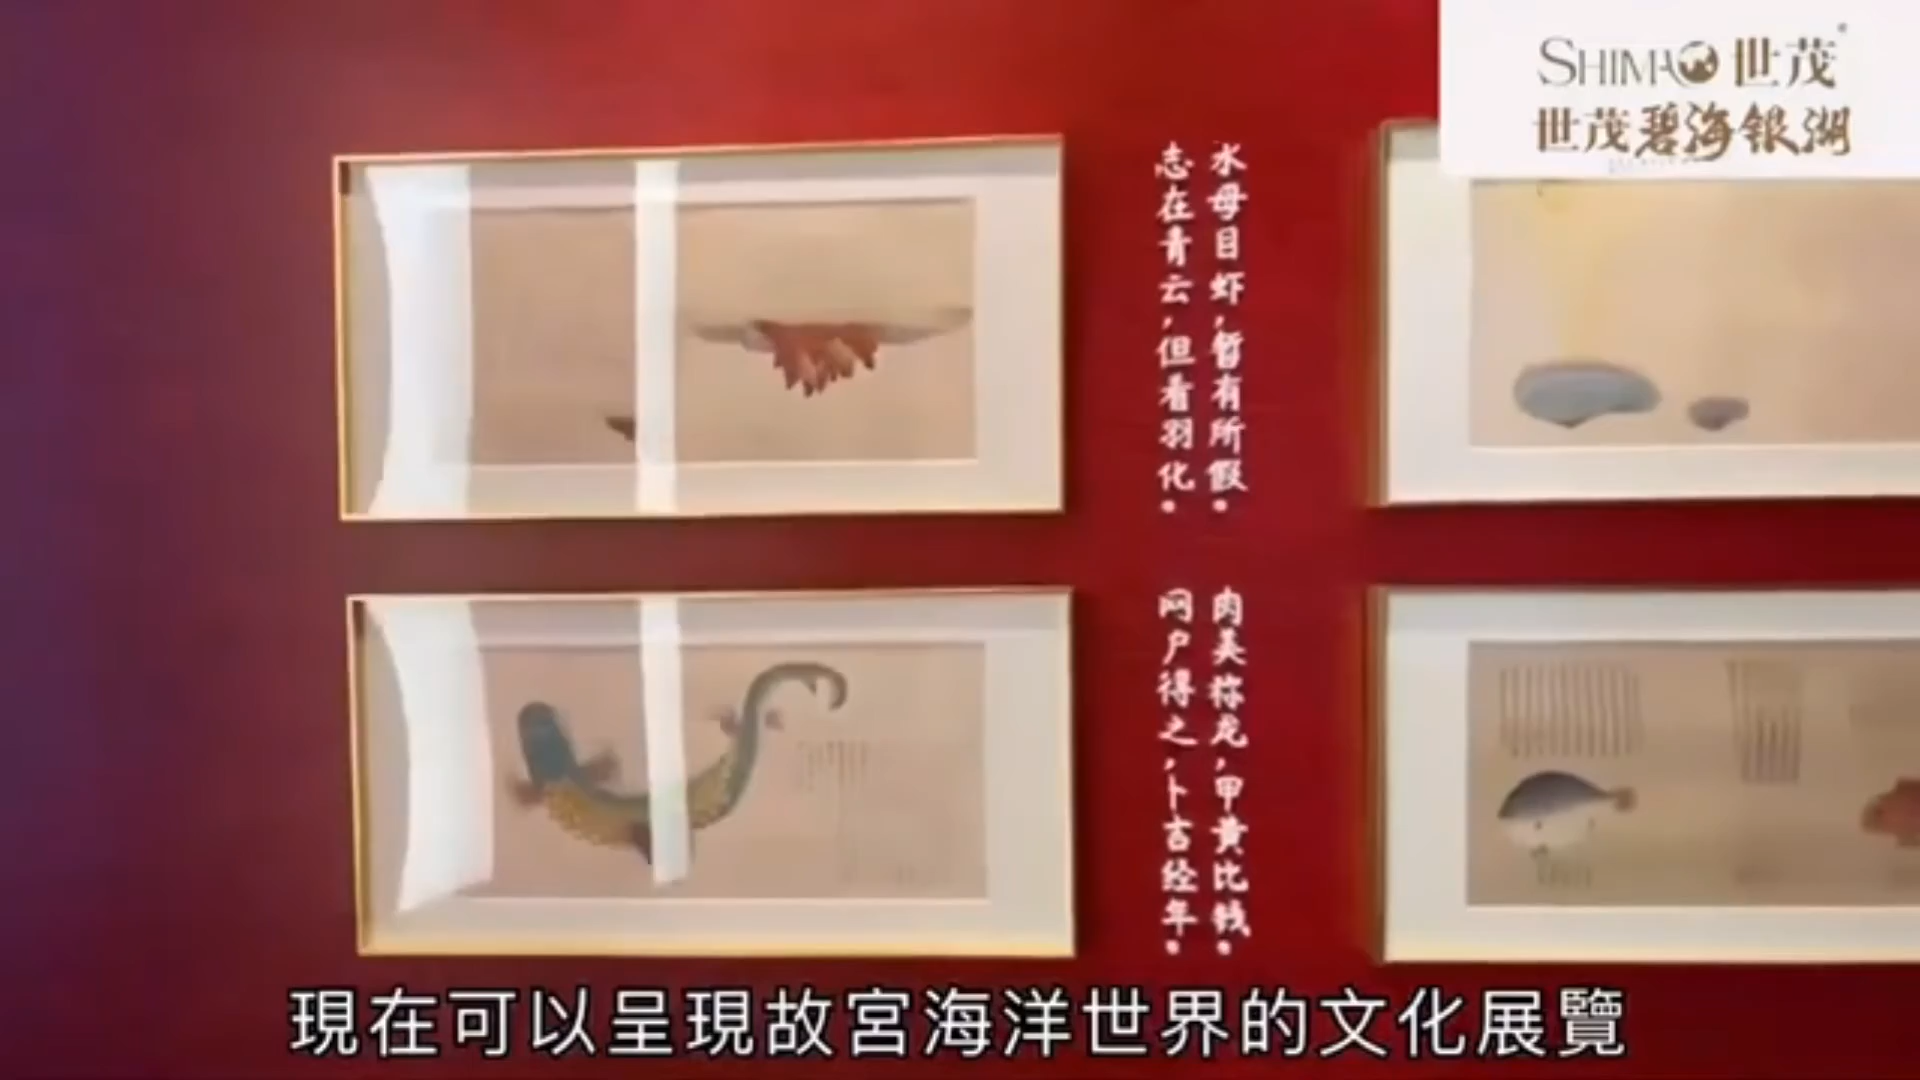 SHIMAO 世茂
世茂碧海银湖
水母目虾，暂有所假。
志在青云，但看羽化。
肉美称龙，甲黄比钱。
网户得之，卜吉经年。
現在可以呈現故宮海洋世界的文化展覽